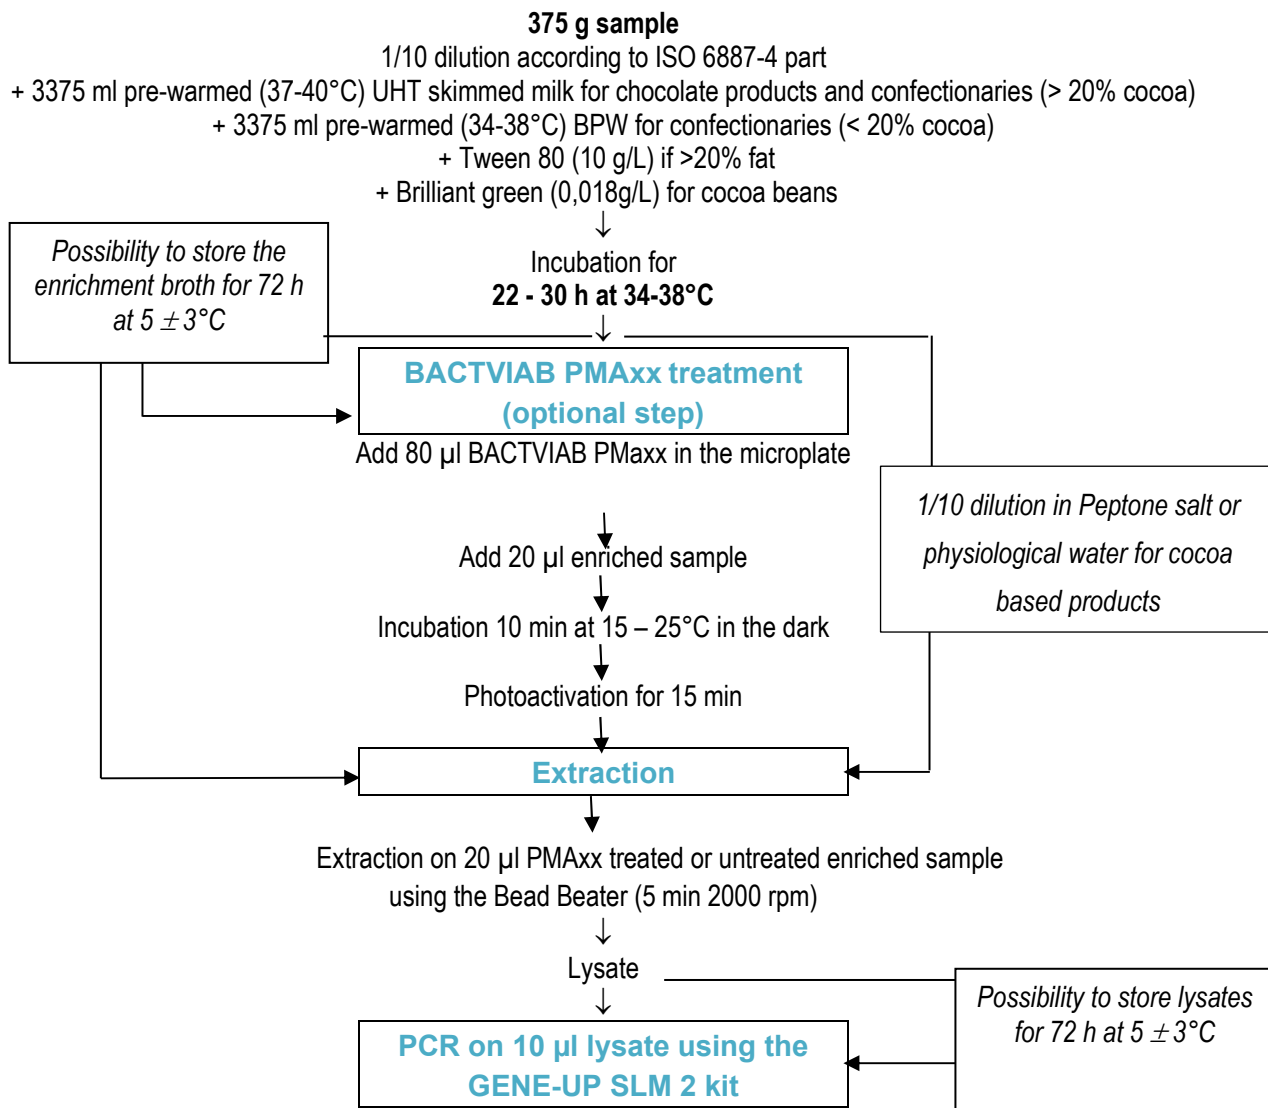 375 g sample
1/10 dilution according to ISO 6887-4 part
+ 3375 ml pre-warmed (37-40°C) UHT skimmed milk for chocolate products and confectionaries (> 20% cocoa)
+ 3375 ml pre-warmed (34-38°C) BPW for confectionaries (< 20% cocoa)
+ Tween 80 (10 g/L) if >20% fat
+ Brilliant green (0,018g/L) for cocoa beans
↓
Possibility to store the
enrichment broth for 72 h
at 5 ± 3°C
Incubation for
22 - 30 h at 34-38°C
↓
BACTVIAB PMAxx treatment
(optional step)
Add 80 µl BACTVIAB PMaxx in the microplate
1/10 dilution in Peptone salt or
physiological water for cocoa
based products
Add 20 µl enriched sample
Incubation 10 min at 15 – 25°C in the dark
Photoactivation for 15 min
Extraction
Extraction on 20 µl PMAxx treated or untreated enriched sample
using the Bead Beater (5 min 2000 rpm)
↓
Lysate
↓
Possibility to store lysates
for 72 h at 5 ± 3°C
PCR on 10 µl lysate using the
GENE-UP SLM 2 kit